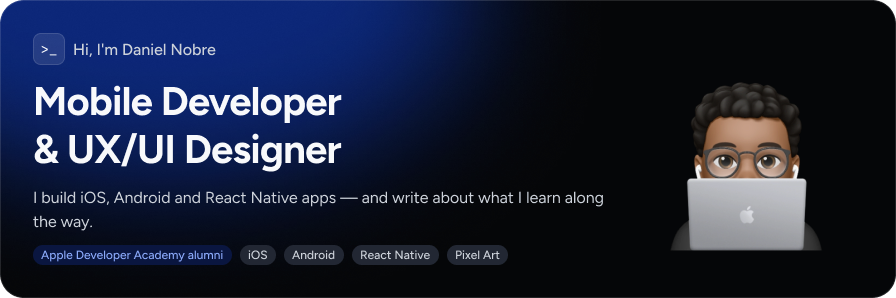 >_ Hi, I'm Daniel Nobre
Mobile Developer
& UX/UI Designer
I build iOS, Android and React Native apps — and write about what I learn along
the way.
Apple Developer Academy alumni iOS Android React Native Pixel Art